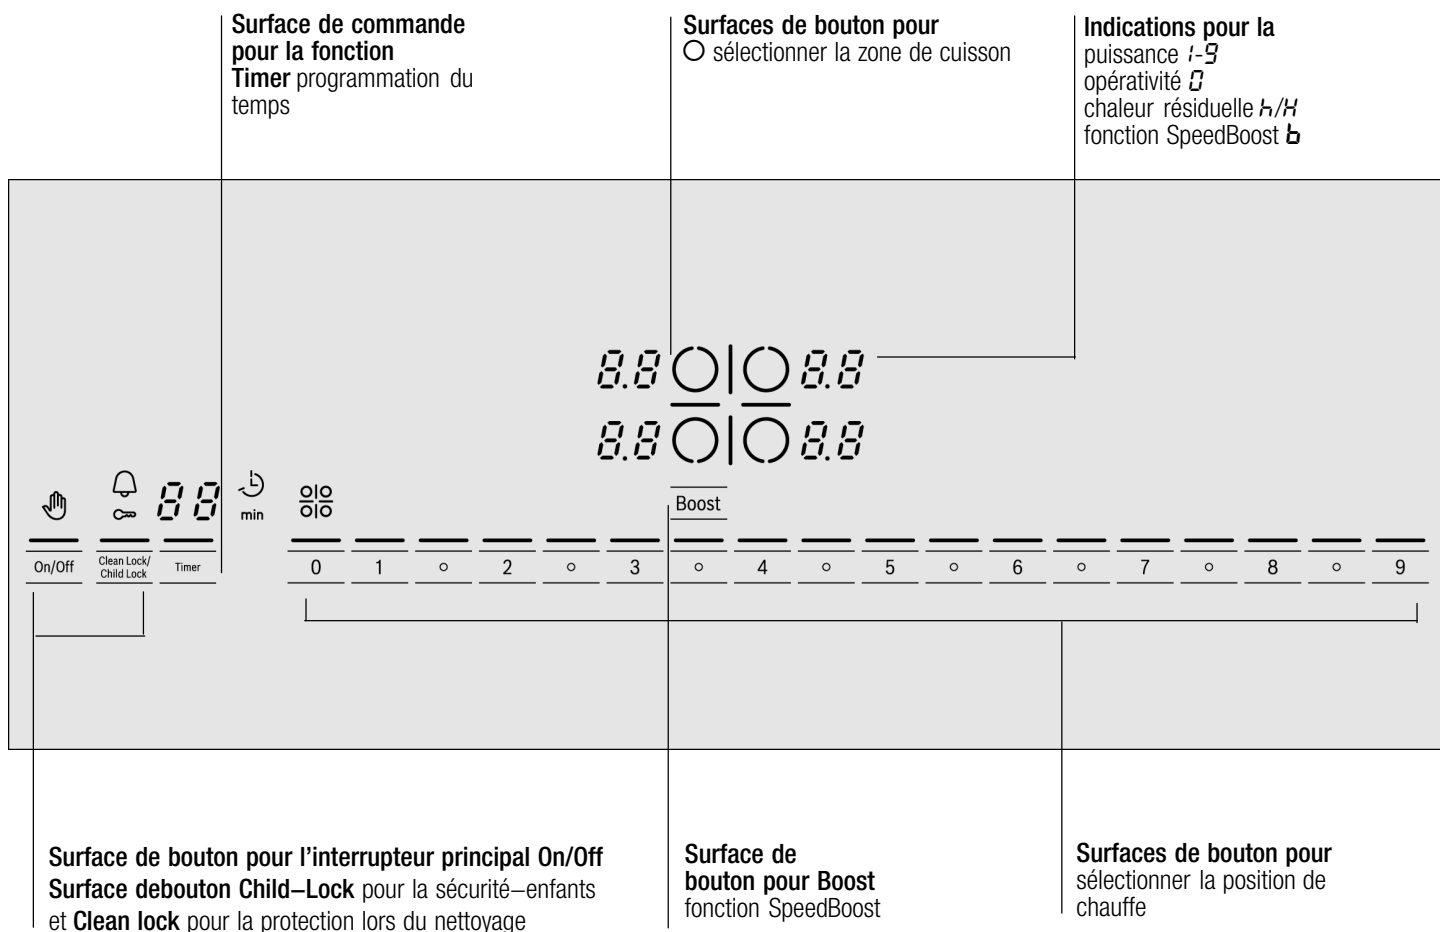 Surface de commande
pour la fonction
Timer programmation du
temps
Surfaces de bouton pour
sélectionner la zone de cuisson
Indications pour la
puissance 1-9
opérativité 0
chaleur résiduelle h/H
fonction SpeedBoost b
8.8 8.8
8.8 8.8
88
min
Boost
On/Off
Clean Lock/
Child Lock
Timer
0 1 2 3 4 5 6 7 8 9
Surface de bouton pour l'interrupteur principal On/Off
Surface debouton Child–Lock pour la sécurité–enfants
et Clean lock pour la protection lors du nettoyage
Surface de
bouton pour Boost
fonction SpeedBoost
Surfaces de bouton pour
sélectionner la position de
chauffe